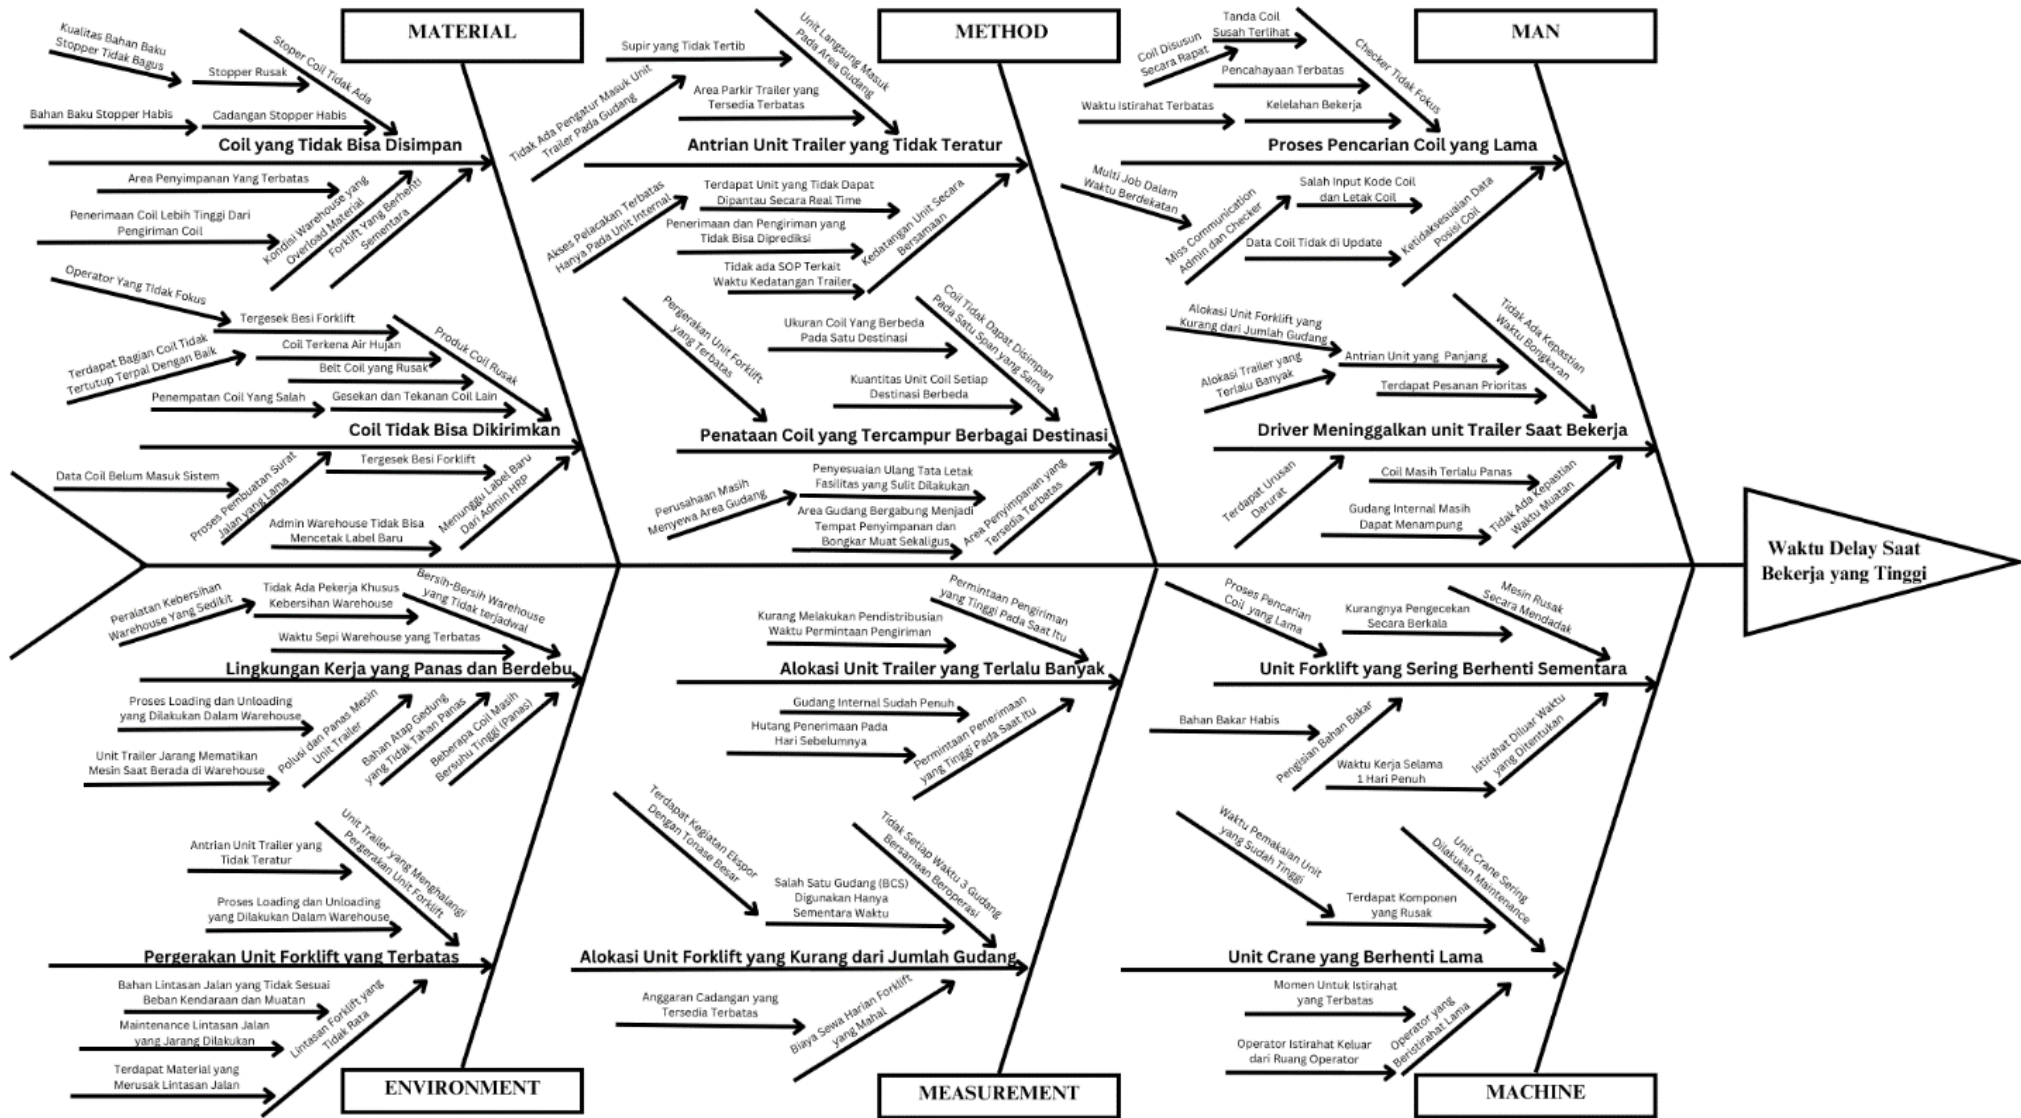 MATERIAL
Kualitas Bahan Baku
Stopper Tidak Bagus
Stopper Rusak
Stoper Coil Tidak Ada
Bahan Baku Stopper Habis
Cadangan Stopper Habis
Coil yang Tidak Bisa Disimpan
Area Penyimpanan Yang Terbatas
Penerimaan Coil Lebih Tinggi Dari
Pengiriman Coil
Kondisi Warehouse yang
Overload Material
Forklift Yang Berhenti
Sementara
Operator Yang Tidak Fokus
Tergesek Besi Forklift
Terdapat Bagian Coil Tidak
Tertutup Terpal Dengan Baik
Coil Terkena Air Hujan
Belt Coil yang Rusak
Produk Coil Rusak
Penempatan Coil Yang Salah
Gesekan dan Tekanan Coil Lain
Coil Tidak Bisa Dikirimkan
Data Coil Belum Masuk Sistem
Proses Pembuatan Surat
Jalan yang Lama
Tergesek Besi Forklift
Admin Warehouse Tidak Bisa
Mencetak Label Baru
Menunggu Label Baru
Dari Admin HRP
METHOD
Supir yang Tidak Tertib
Unit Langsung Masuk
Pada Area Gudang
Tidak Ada Pengatur Masuk Unit
Trailer Pada Gudang
Area Parkir Trailer yang
Tersedia Terbatas
Antrian Unit Trailer yang Tidak Teratur
Akses Pelacakan Terbatas
Hanya Pada Unit Internal
Terdapat Unit yang Tidak Dapat
Dipantau Secara Real Time
Penerimaan dan Pengiriman yang
Tidak Bisa Diprediksi
Tidak ada SOP Terkait
Waktu Kedatangan Trailer
Kedatangan Unit Secara
Bersamaan
Pergerakan Unit Forklift
yang Terbatas
Ukuran Coil Yang Berbeda
Pada Satu Destinasi
Kuantitas Unit Coil Setiap
Destinasi Berbeda
Coil Tidak Dapat Disimpan
Pada Satu Span yang Sama
Penataan Coil yang Tercampur Berbagai Destinasi
Perusahaan Masih
Menyewa Area Gudang
Penyesuaian Ulang Tata Letak
Fasilitas yang Sulit Dilakukan
Area Gudang Bergabung Menjadi
Tempat Penyimpanan dan
Bongkar Muat Sekaligus
Area Penyimpanan yang
Tersedia Terbatas
MAN
Coil Disusun
Secara Rapat
Tanda Coil
Susah Terlihat
Pencahayaan Terbatas
Checker Tidak Fokus
Waktu Istirahat Terbatas
Kelelahan Bekerja
Proses Pencarian Coil yang Lama
Multi Job Dalam
Waktu Berdekatan
Miss Communication
Admin dan Checker
Salah Input Kode Coil
dan Letak Coil
Data Coil Tidak di Update
Ketidaksesuaian Data
Posisi Coil
Alokasi Unit Forklift yang
Kurang dari Jumlah Gudang
Alokasi Trailer yang
Terlalu Banyak
Antrian Unit yang Panjang
Terdapat Pesanan Prioritas
Tidak Ada Kepastian
Waktu Bongkaran
Driver Meninggalkan unit Trailer Saat Bekerja
Terdapat Urusan
Darurat
Coil Masih Terlalu Panas
Gudang Internal Masih
Dapat Menampung
Tidak Ada Kepastian
Waktu Muatan
Waktu Delay Saat
Bekerja yang Tinggi
Peralatan Kebersihan
Warehouse Yang Sedikit
Tidak Ada Pekerja Khusus
Kebersihan Warehouse
Bersih-Bersih Warehouse
yang Tidak terjadwal
Waktu Sepi Warehouse yang Terbatas
Lingkungan Kerja yang Panas dan Berdebu
Proses Loading dan Unloading
yang Dilakukan Dalam Warehouse
Unit Trailer Jarang Mematikan
Mesin Saat Berada di Warehouse
Polusi dan Panas Mesin
Unit Trailer
Bahan Atap Gedung
yang Tidak Tahan Panas
Beberapa Coil Masih
Bersuhu Tinggi (Panas)
Antrian Unit Trailer yang
Tidak Teratur
Proses Loading dan Unloading
yang Dilakukan Dalam Warehouse
Unit Trailer yang Menghalangi
Pergerakan Unit Forklift
Pergerakan Unit Forklift yang Terbatas
Bahan Lintasan Jalan yang Tidak Sesuai
Beban Kendaraan dan Muatan
Maintenance Lintasan Jalan
yang Jarang Dilakukan
Terdapat Material yang
Merusak Lintasan Jalan
Lintasan Forklift yang
Tidak Rata
ENVIRONMENT
Kurang Melakukan Pendistribusian
Waktu Permintaan Pengiriman
Permintaan Pengiriman
yang Tinggi Pada Saat Itu
Alokasi Unit Trailer yang Terlalu Banyak
Gudang Internal Sudah Penuh
Hutang Penerimaan Pada
Hari Sebelumnya
Permintaan Penerimaan
yang Tinggi Pada Saat Itu
Terdapat Kegiatan Ekspor
Dengan Tonase Besar
Salah Satu Gudang (BCS)
Digunakan Hanya
Sementara Waktu
Tidak Setiap Waktu 3 Gudang
Bersamaan Beroperasi
Alokasi Unit Forklift yang Kurang dari Jumlah Gudang
Anggaran Cadangan yang
Tersedia Terbatas
Biaya Sewa Harian Forklift
yang Mahal
MEASUREMENT
Proses Pencarian
Coil yang Lama
Kurangnya Pengecekan
Secara Berkala
Mesin Rusak
Secara Mendadak
Unit Forklift yang Sering Berhenti Sementara
Bahan Bakar Habis
Pengisian Bahan Bakar
Waktu Kerja Selama
1 Hari Penuh
Istirahat Diluar Waktu
yang Ditentukan
Waktu Pemakaian Unit
yang Sudah Tinggi
Terdapat Komponen
yang Rusak
Unit Crane Sering
Dilakukan Maintenance
Unit Crane yang Berhenti Lama
Momen Untuk Istirahat
yang Terbatas
Operator Istirahat Keluar
dari Ruang Operator
Operator yang
Beristirahat Lama
MACHINE